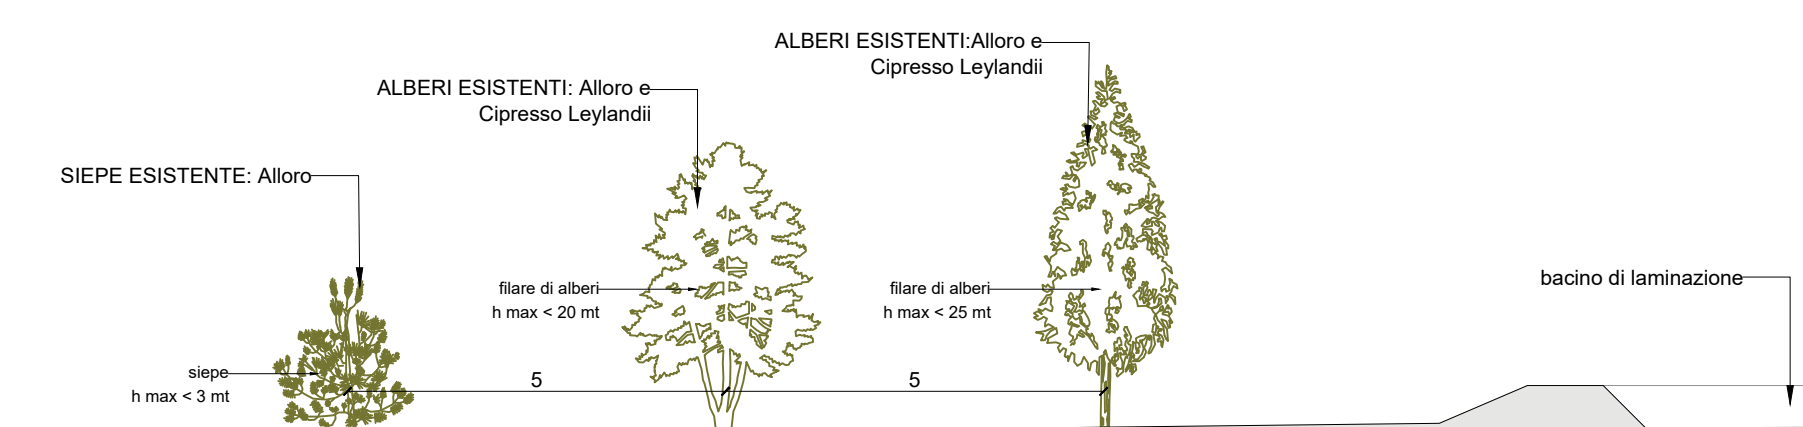 ALBERI ESISTENTI:Alloro e
Cipresso Leylandii
ALBERI ESISTENTI: Alloro e
Cipresso Leylandii
SIEPE ESISTENTE: Alloro
bacino di laminazione
filare di alberi
h max < 20 mt
filare di alberi
h max < 25 mt
siepe
h max < 3 mt
5
5